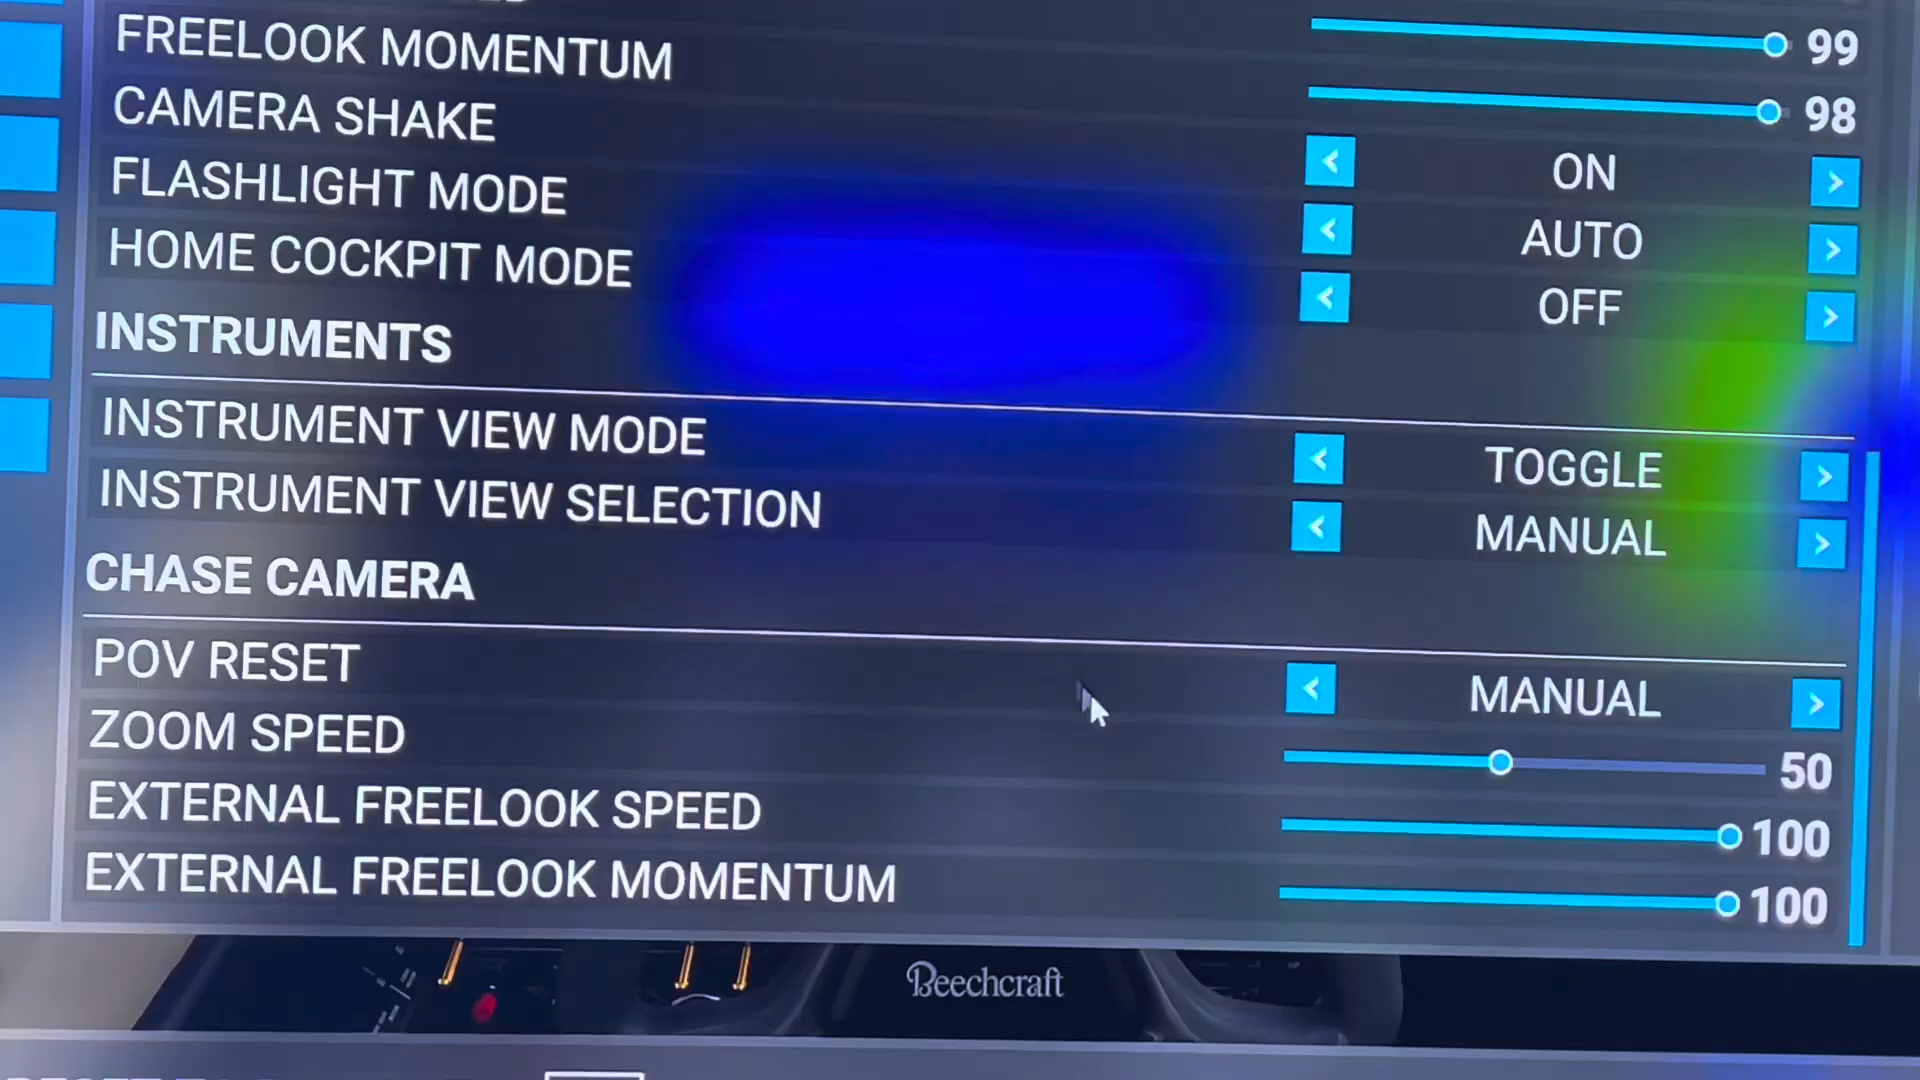 99
FREELOOK MOMENTUM 98
CAMERA SHAKE ON
FLASHLIGHT MODE AUTO
HOME COCKPIT MODE OFF
INSTRUMENTS
INSTRUMENT VIEW MODE TOGGLE
INSTRUMENT VIEW SELECTION MANUAL
CHASE CAMERA
POV RESET MANUAL
ZOOM SPEED 50
EXTERNAL FREELOOK SPEED 100
EXTERNAL FREELOOK MOMENTUM 100
Beechcraft